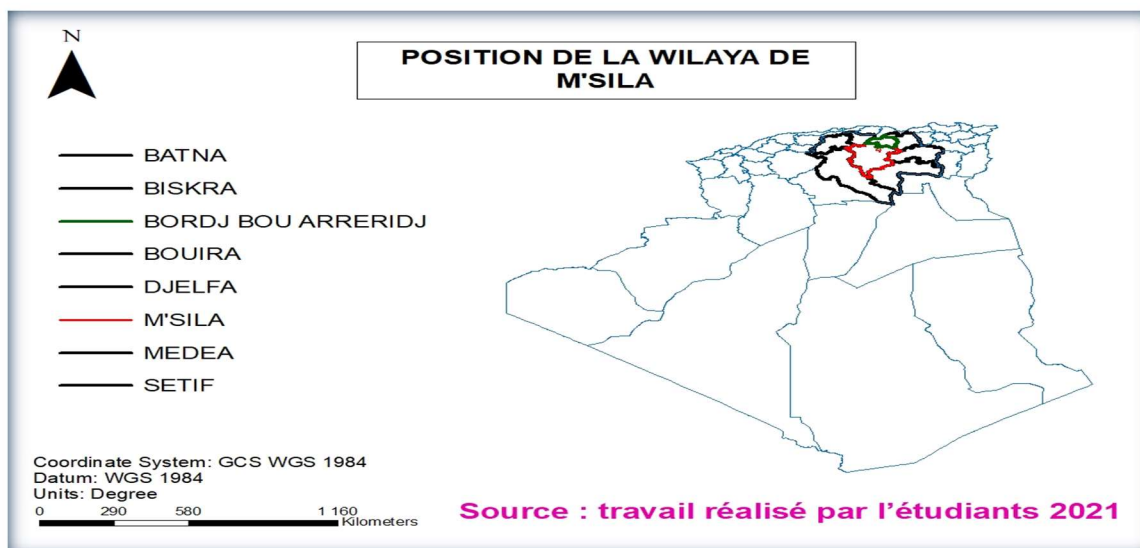 N
POSITION DE LA WILAYA DE
M'SILA
BATNA
BISKRA
BORDJ BOU ARRERIDJ
BOUIRA
DJELFA
M'SILA
MEDEA
SETIF
Coordinate System: GCS WGS 1984
Datum: WGS 1984
Units: Degree
0 290 580 1 160
Kilometers
Source : travail réalisé par l’étudiants 2021